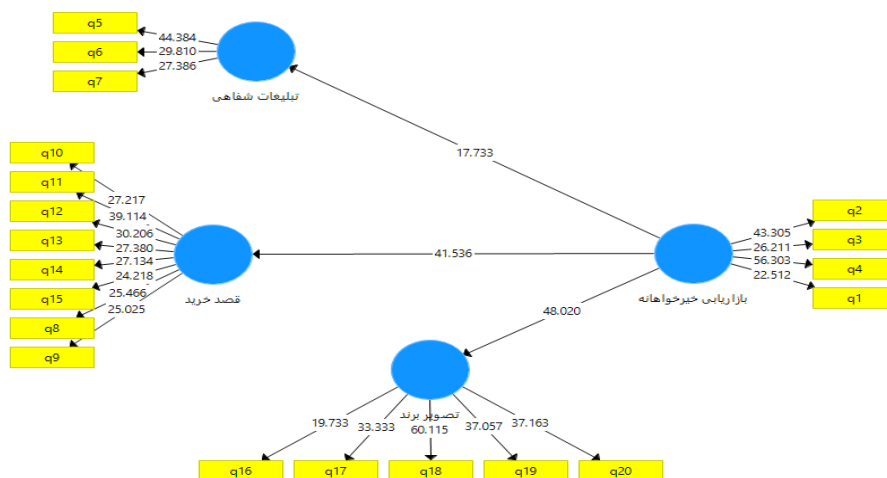 q5
q6
q7
44.384
29.810
27.386
تبلیغات شفاهی
17.733
q10
q11
q12
q13
q14
q15
q8
q9
27.217
39.114
30.206
27.380
27.134
24.218
25.466
25.025
قصد خرید
41.536
q2
q3
q4
q1
43.305
26.211
56.303
22.512
بازاریابی خیرخواهانه
48.020
تصویر برند
19.733
33.333
60.115
37.057
37.163
q16
q17
q18
q19
q20